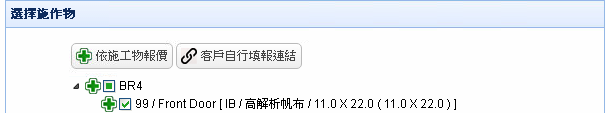 選擇施作物
依施工物報價 客戶自行填報連結
BR4
99 / Front Door [ IB / 高解析帆布 / 11.0 X 22.0 ( 11.0 X 22.0 ) ]